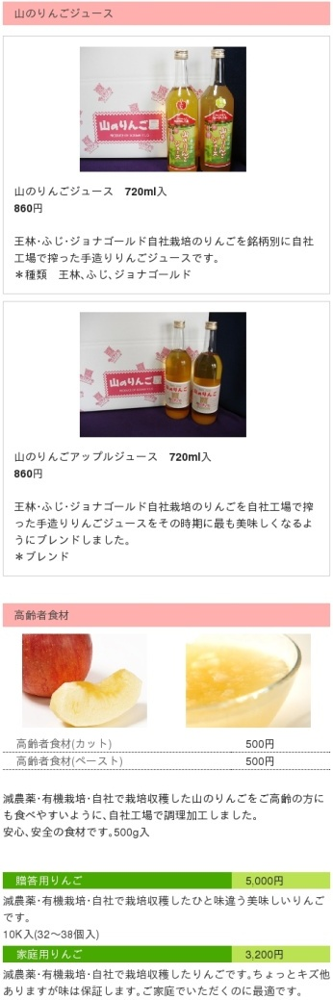 山のりんごジュース
山のりんご園
山のりんごジュース　720ml入
860円
王林･ふじ･ジョナゴールド自社栽培のりんごを銘柄別に自社
工場で搾った手造りりんごジュースです。
＊種類　王林､ふじ､ジョナゴールド
山のりんご園
山のりんごアップルジュース　720ml入
860円
王林･ふじ･ジョナゴールド自社栽培のりんごを自社工場で搾
った手造りりんごジュースをその時期に最も美味しくなるよ
うにブレンドしました。
＊ブレンド
高齢者食材
高齢者食材(カット)　500円
高齢者食材(ペースト)　500円
減農薬･有機栽培･自社で栽培収穫した山のりんごをご高齢の方に
も食べやすいように､自社工場で調理加工しました。
安心､安全の食材です｡500g入
贈答用りんご　5,000円
減農薬･有機栽培･自社で栽培収穫したひと味違う美味しいりんご
です。
10K入(32～38個入)
家庭用りんご　3,200円
減農薬･有機栽培･自社で栽培収穫したりんごです｡ちょっとキズ他
ありますが味は保証します｡ご家庭でいただくのに最適です。